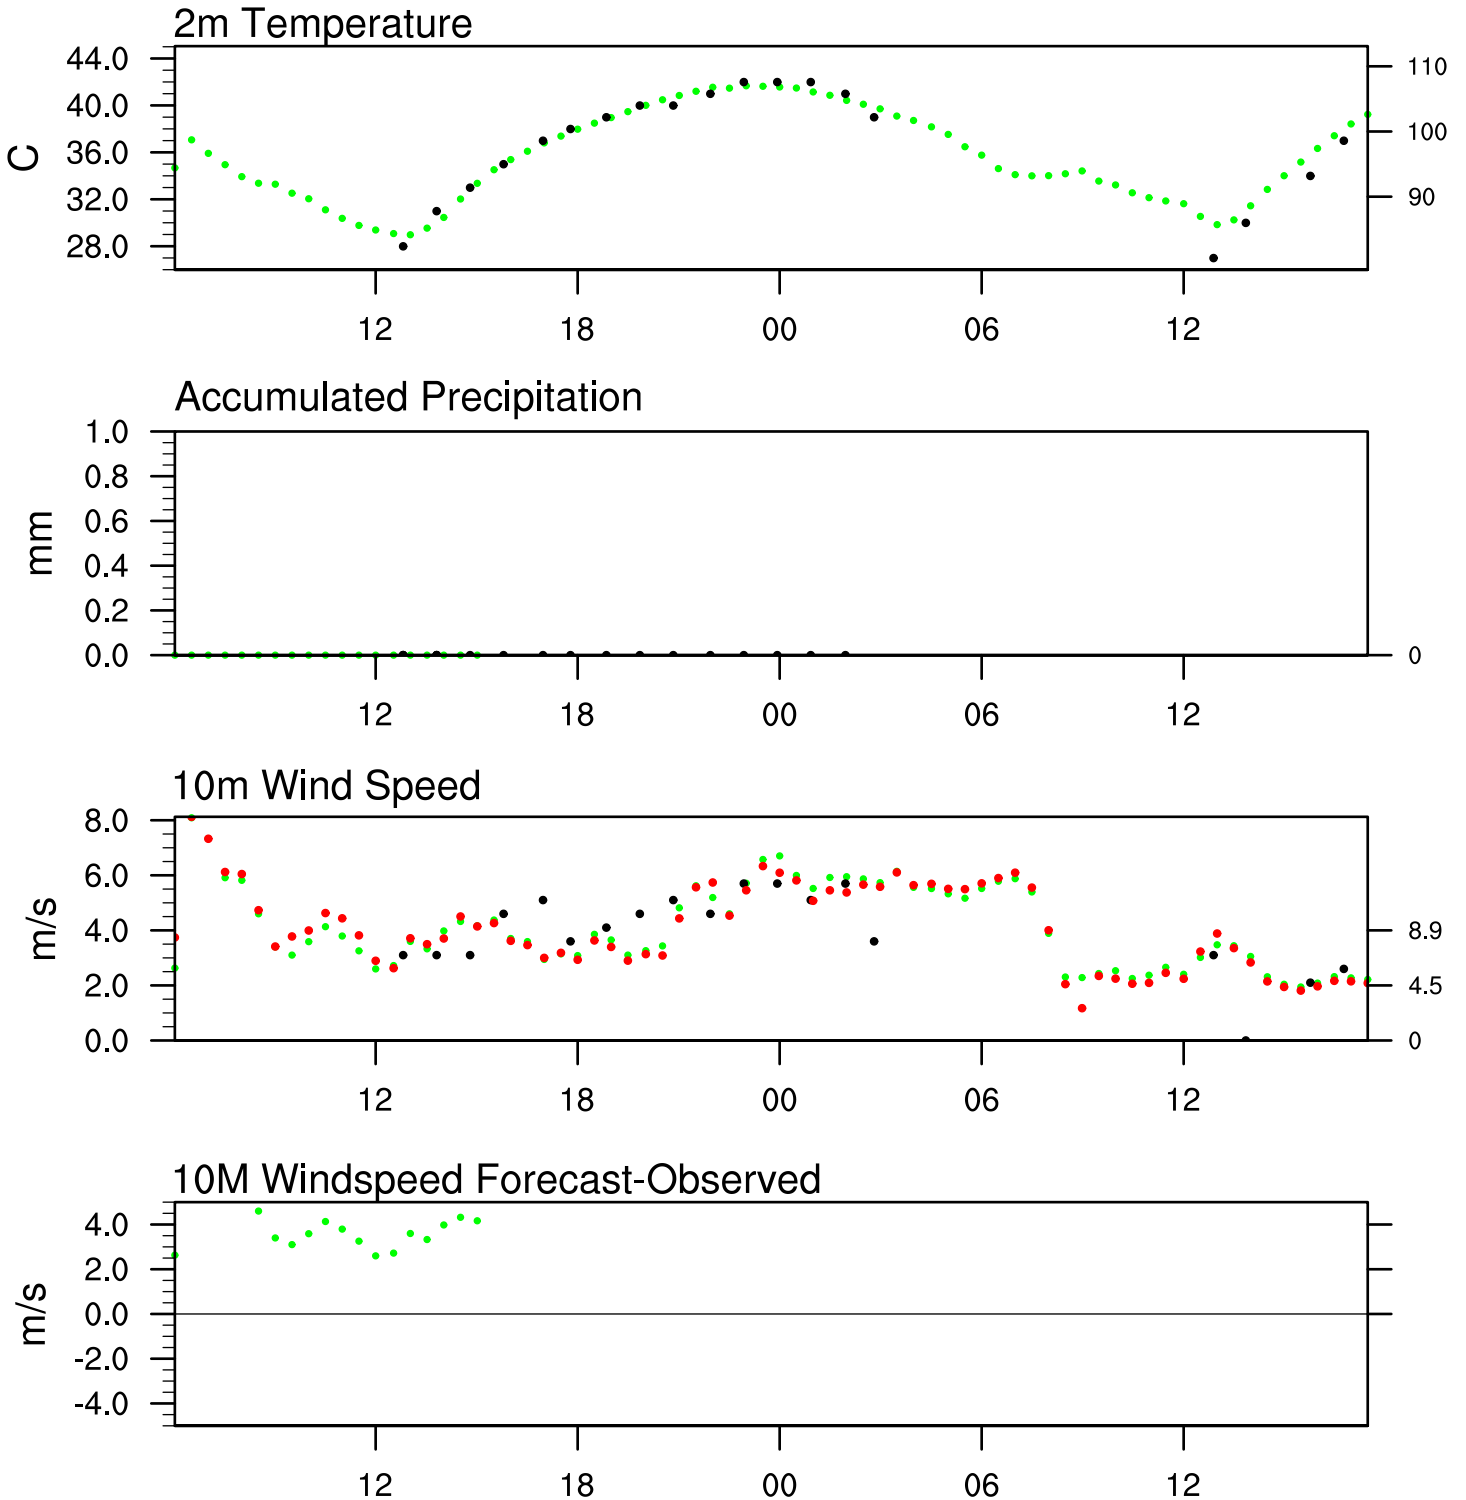 2m Temperature
44.0
40.0
36.0
32.0
28.0
C
110
100
90
12 18 00 06 12
Accumulated Precipitation
1.0
0.8
0.6
0.4
0.2
0.0
mm
0
12 18 00 06 12
10m Wind Speed
8.0
6.0
4.0
2.0
0.0
m/s
8.9
4.5
0
12 18 00 06 12
10M Windspeed Forecast-Observed
4.0
2.0
0.0
-2.0
-4.0
m/s
12 18 00 06 12